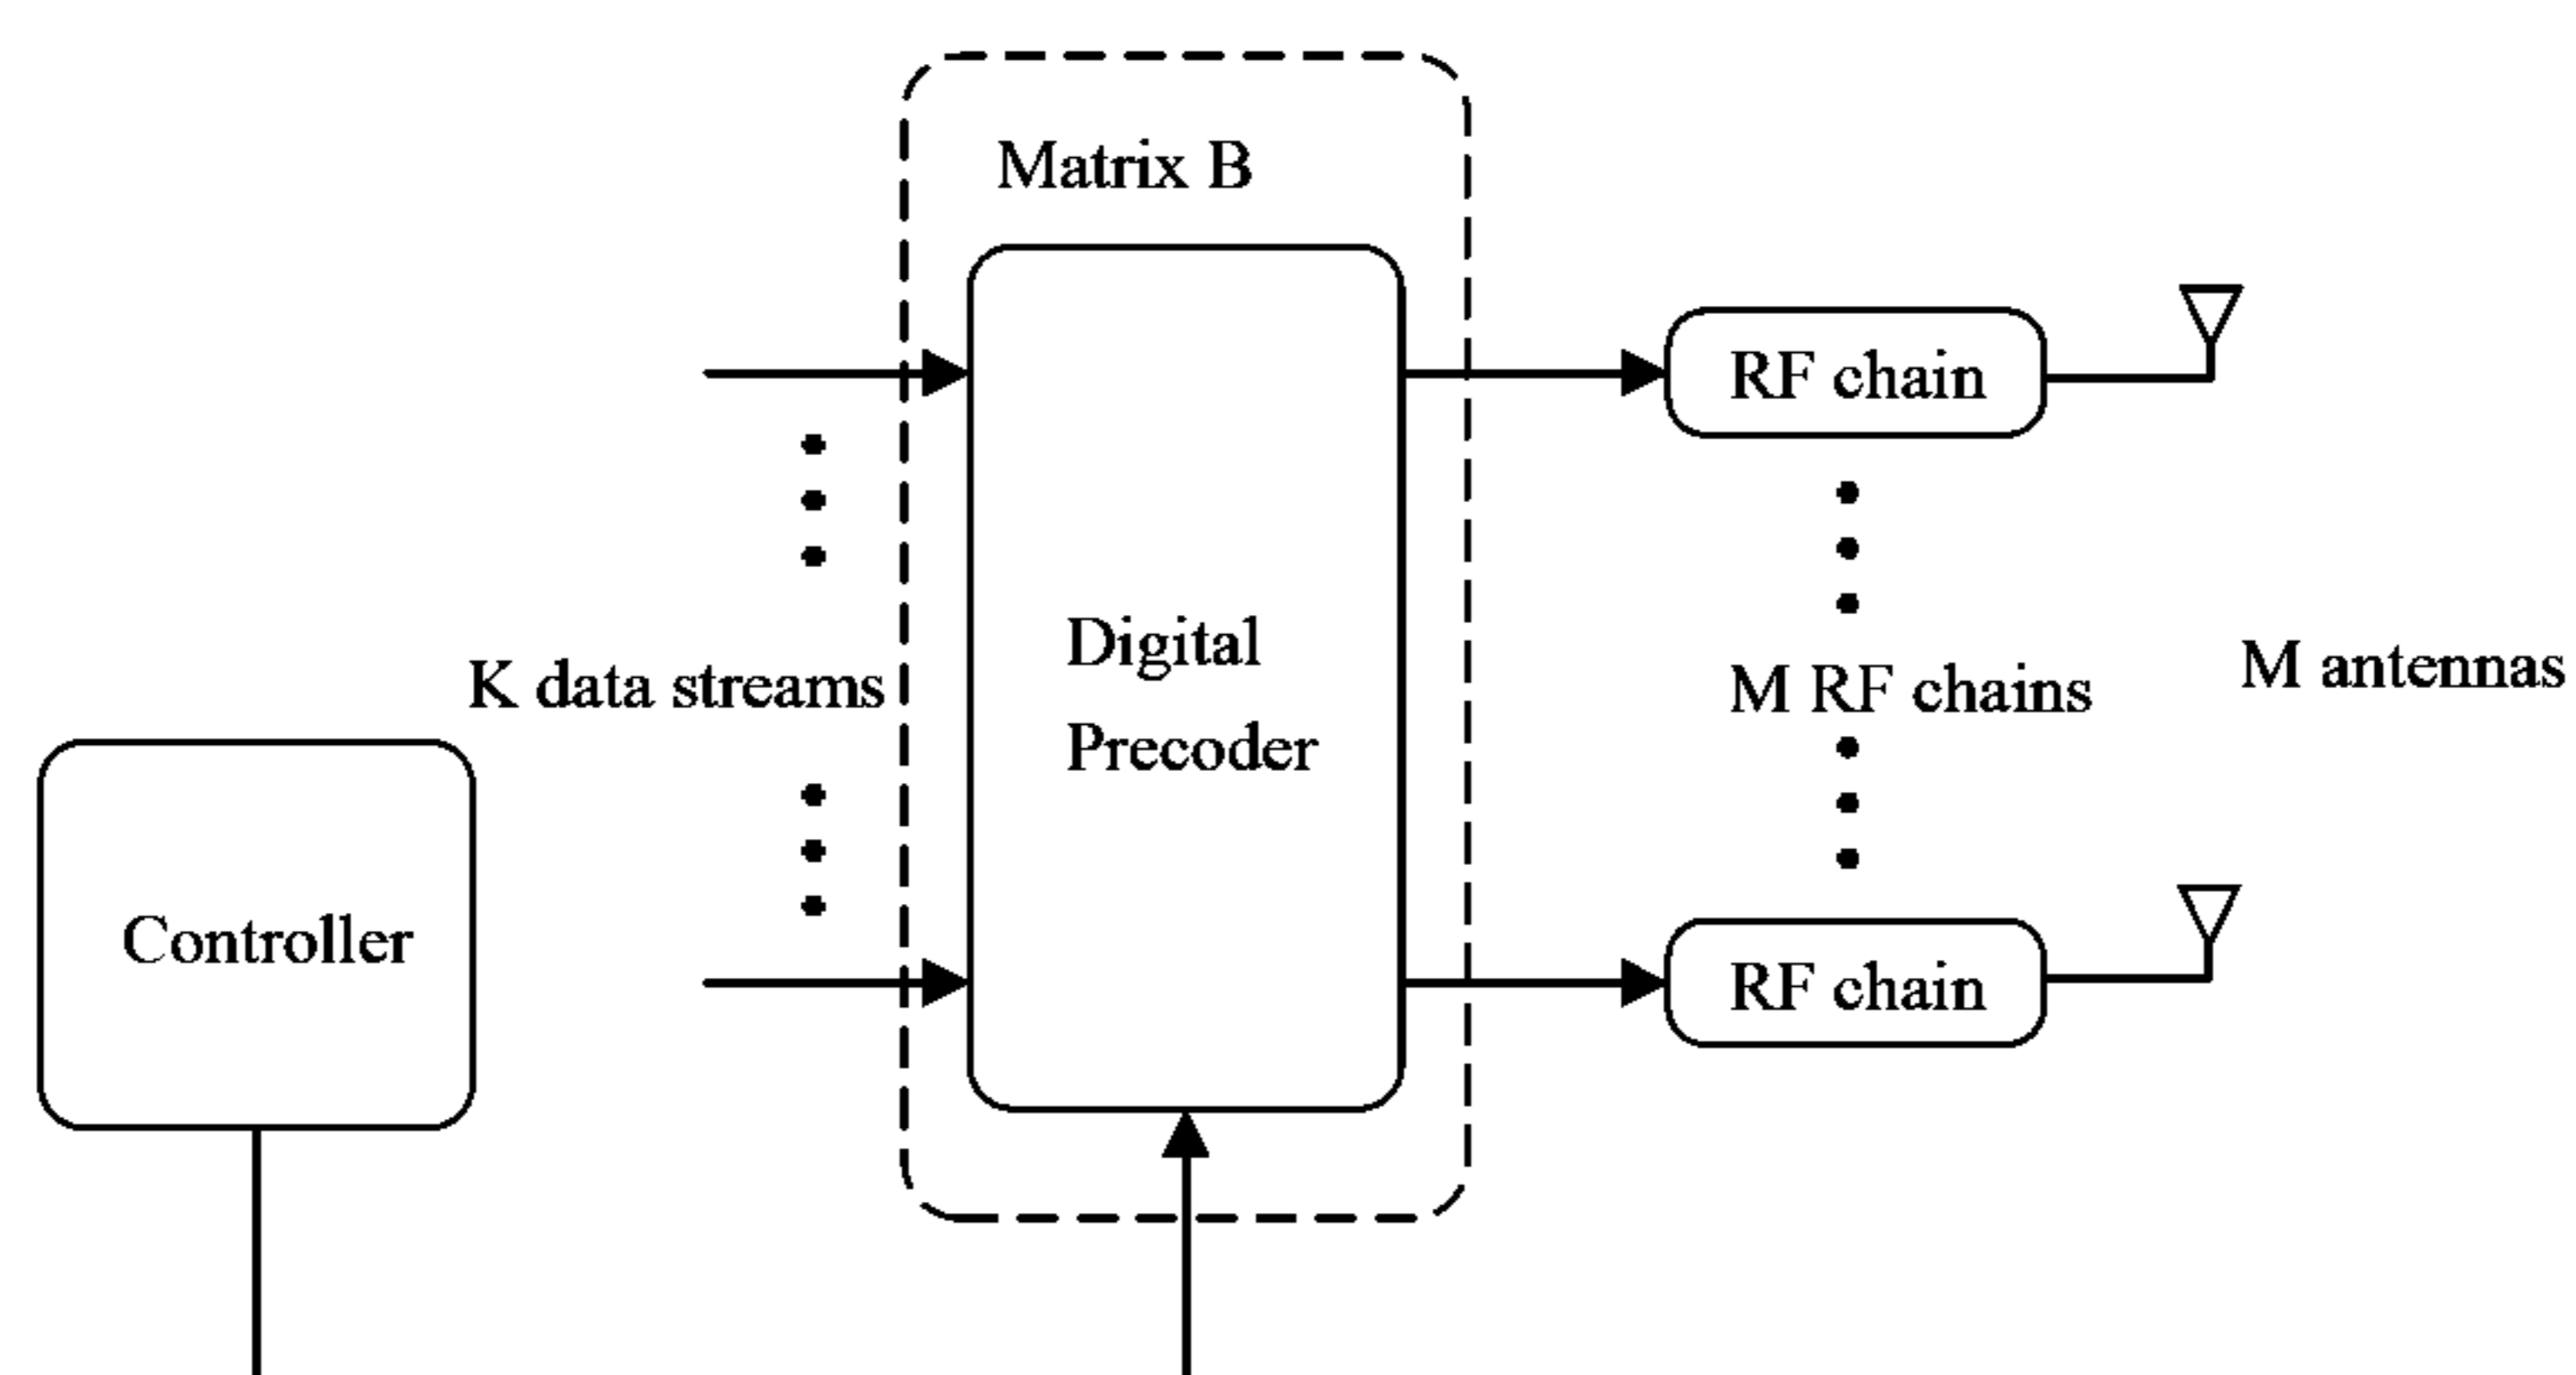 Matrix B
RF chain
Digital
Precoder
K data streams
M RF chains
M antennas
Controller
RF chain